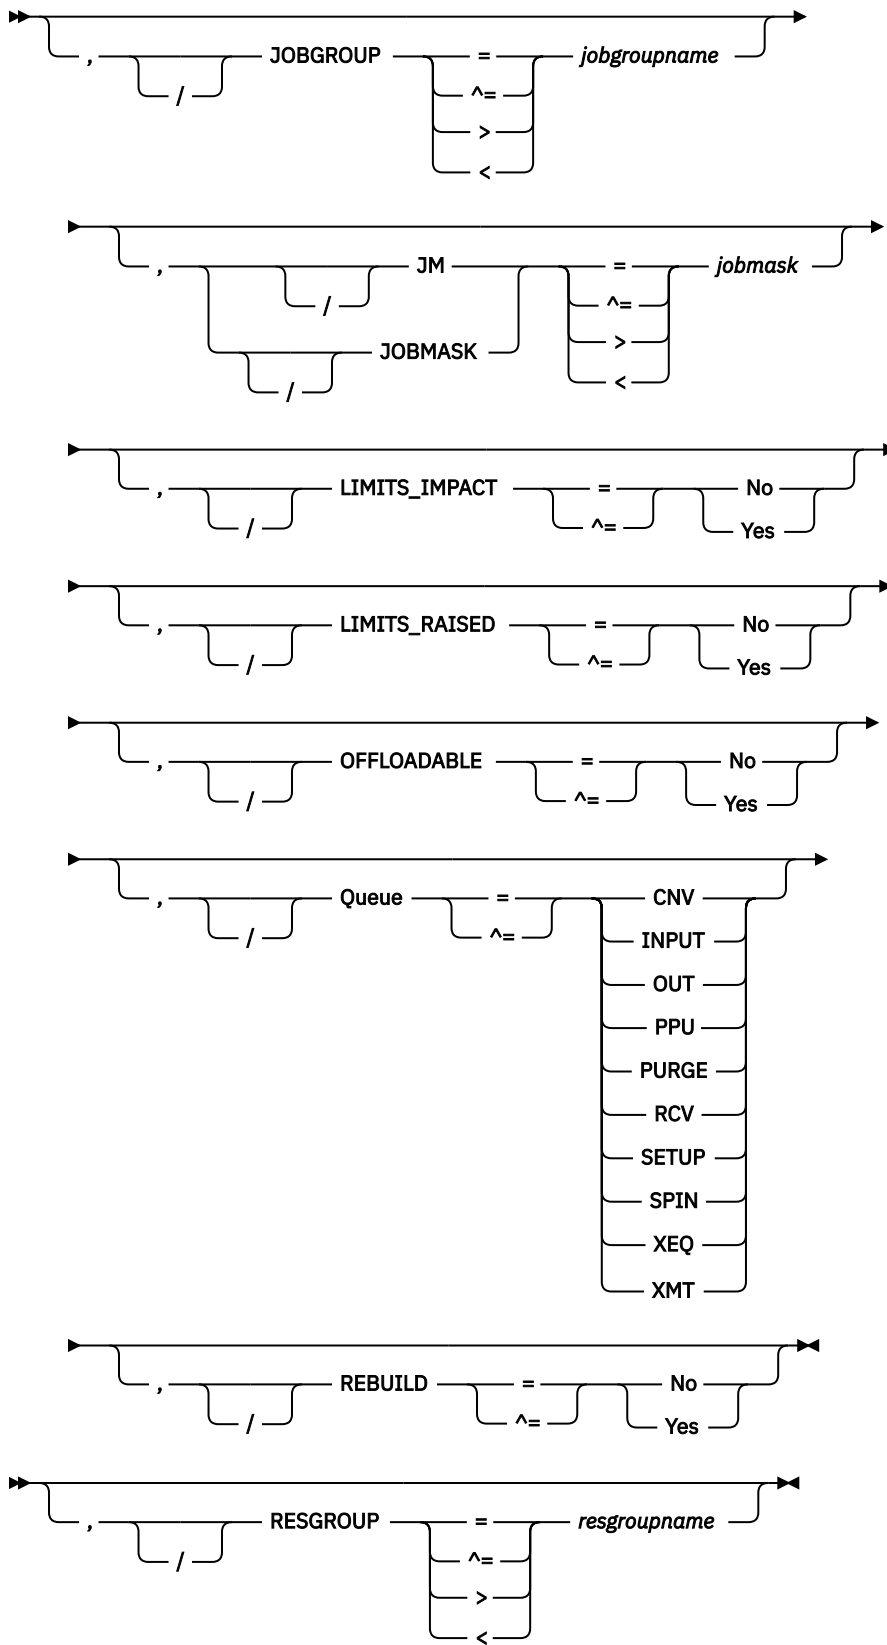 , JOBGROUP = jobgroupname
/ ^=
>
<
, JM = jobmask
/ ^=
JOBMASK >
/ <
, LIMITS_IMPACT = No
/ ^= Yes
, LIMITS_RAISED = No
/ ^= Yes
, OFFLOADABLE = No
/ ^= Yes
, Queue = CNV
/ ^= INPUT
OUT
PPU
PURGE
RCV
SETUP
SPIN
XEQ
XMT
, REBUILD = No
/ ^= Yes
, RESGROUP = resgroupname
/ ^=
>
<